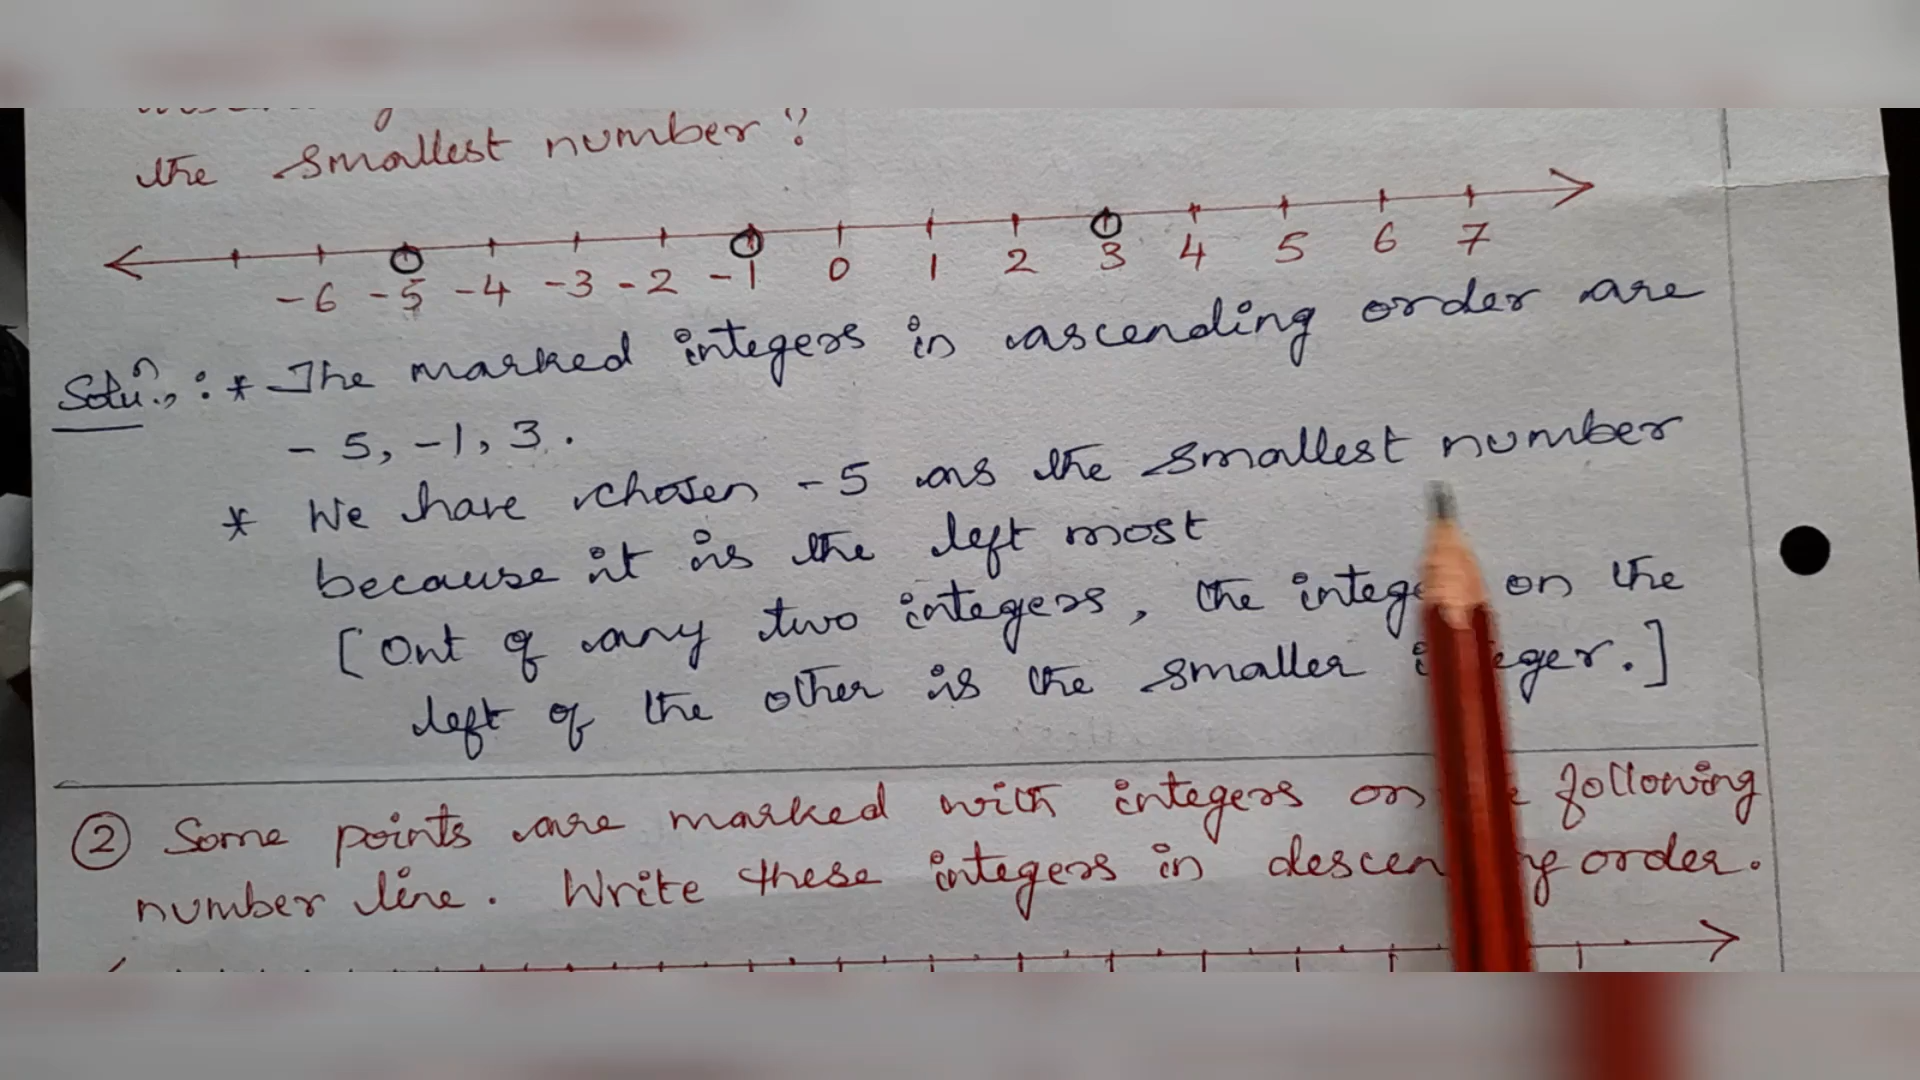 the smallest number?
-6 -5 -4 -3 -2 -1 0 1 2 3 4 5 6 7
Solu^n., : * The marked integers in ascending order are
- 5, -1, 3.
* We have chosen -5 as the smallest number
because it is the left most
[Out of any two integers, the integer on the
left of the other is the smaller integer.]
② Some points are marked with integers on following
number line. Write these integers in descending order.